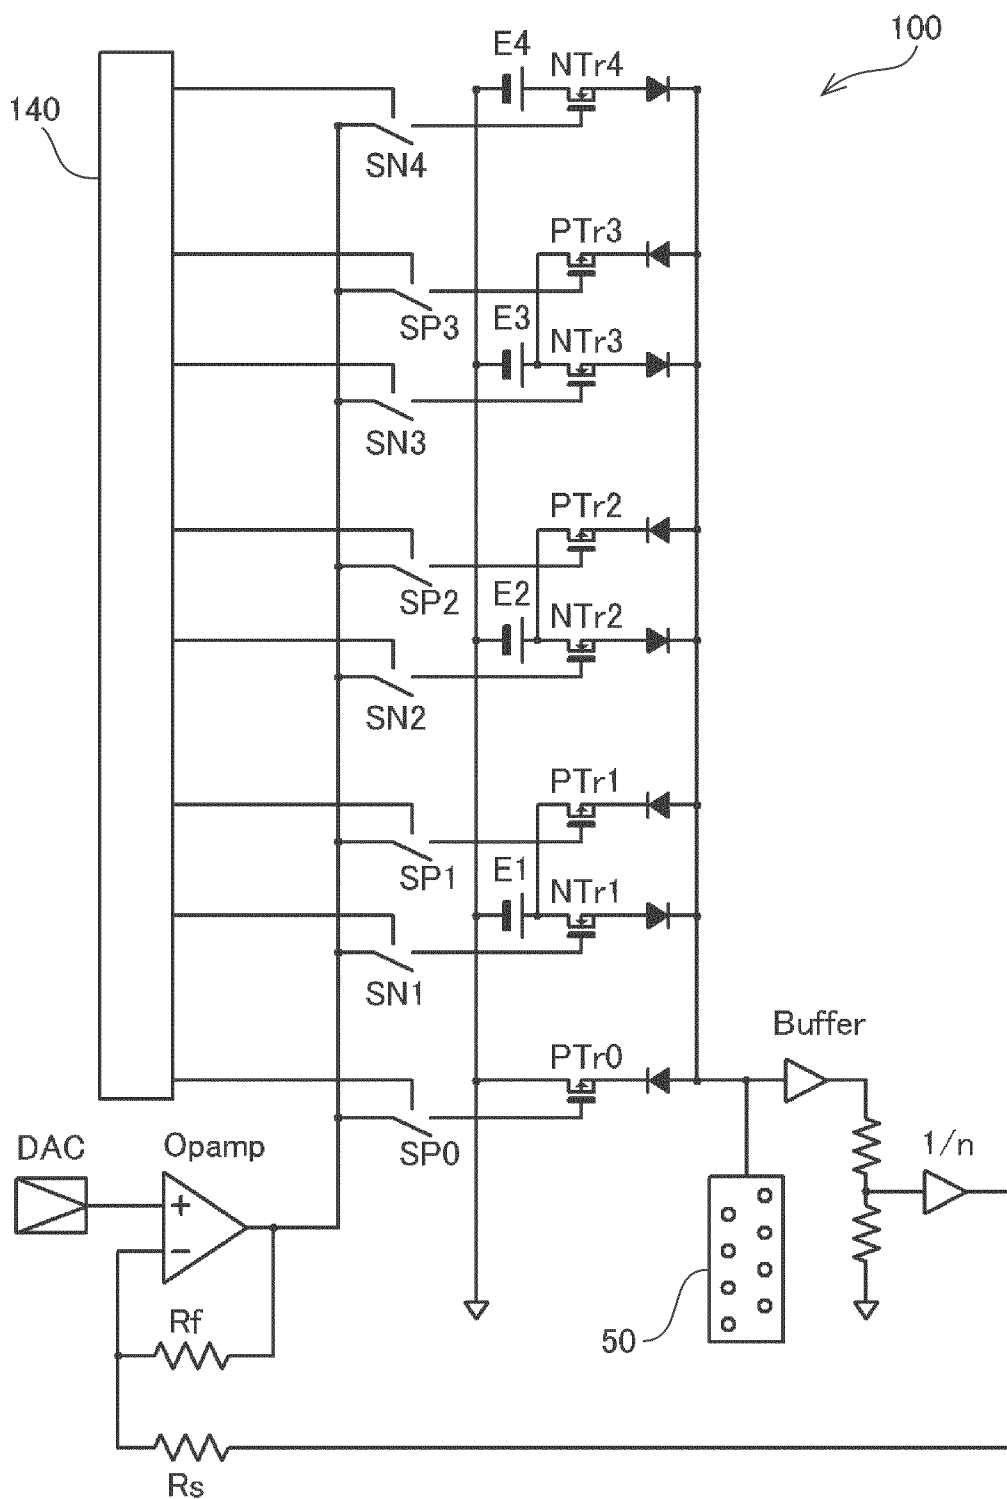 100
E4
NTr4
140
SN4
PTr3
SP3
E3
NTr3
SN3
PTr2
SP2
E2
NTr2
SN2
PTr1
SP1
E1
NTr1
SN1
Buffer
PTr0
DAC
Opamp
SP0
1/n
+
−
Rf
50
Rs